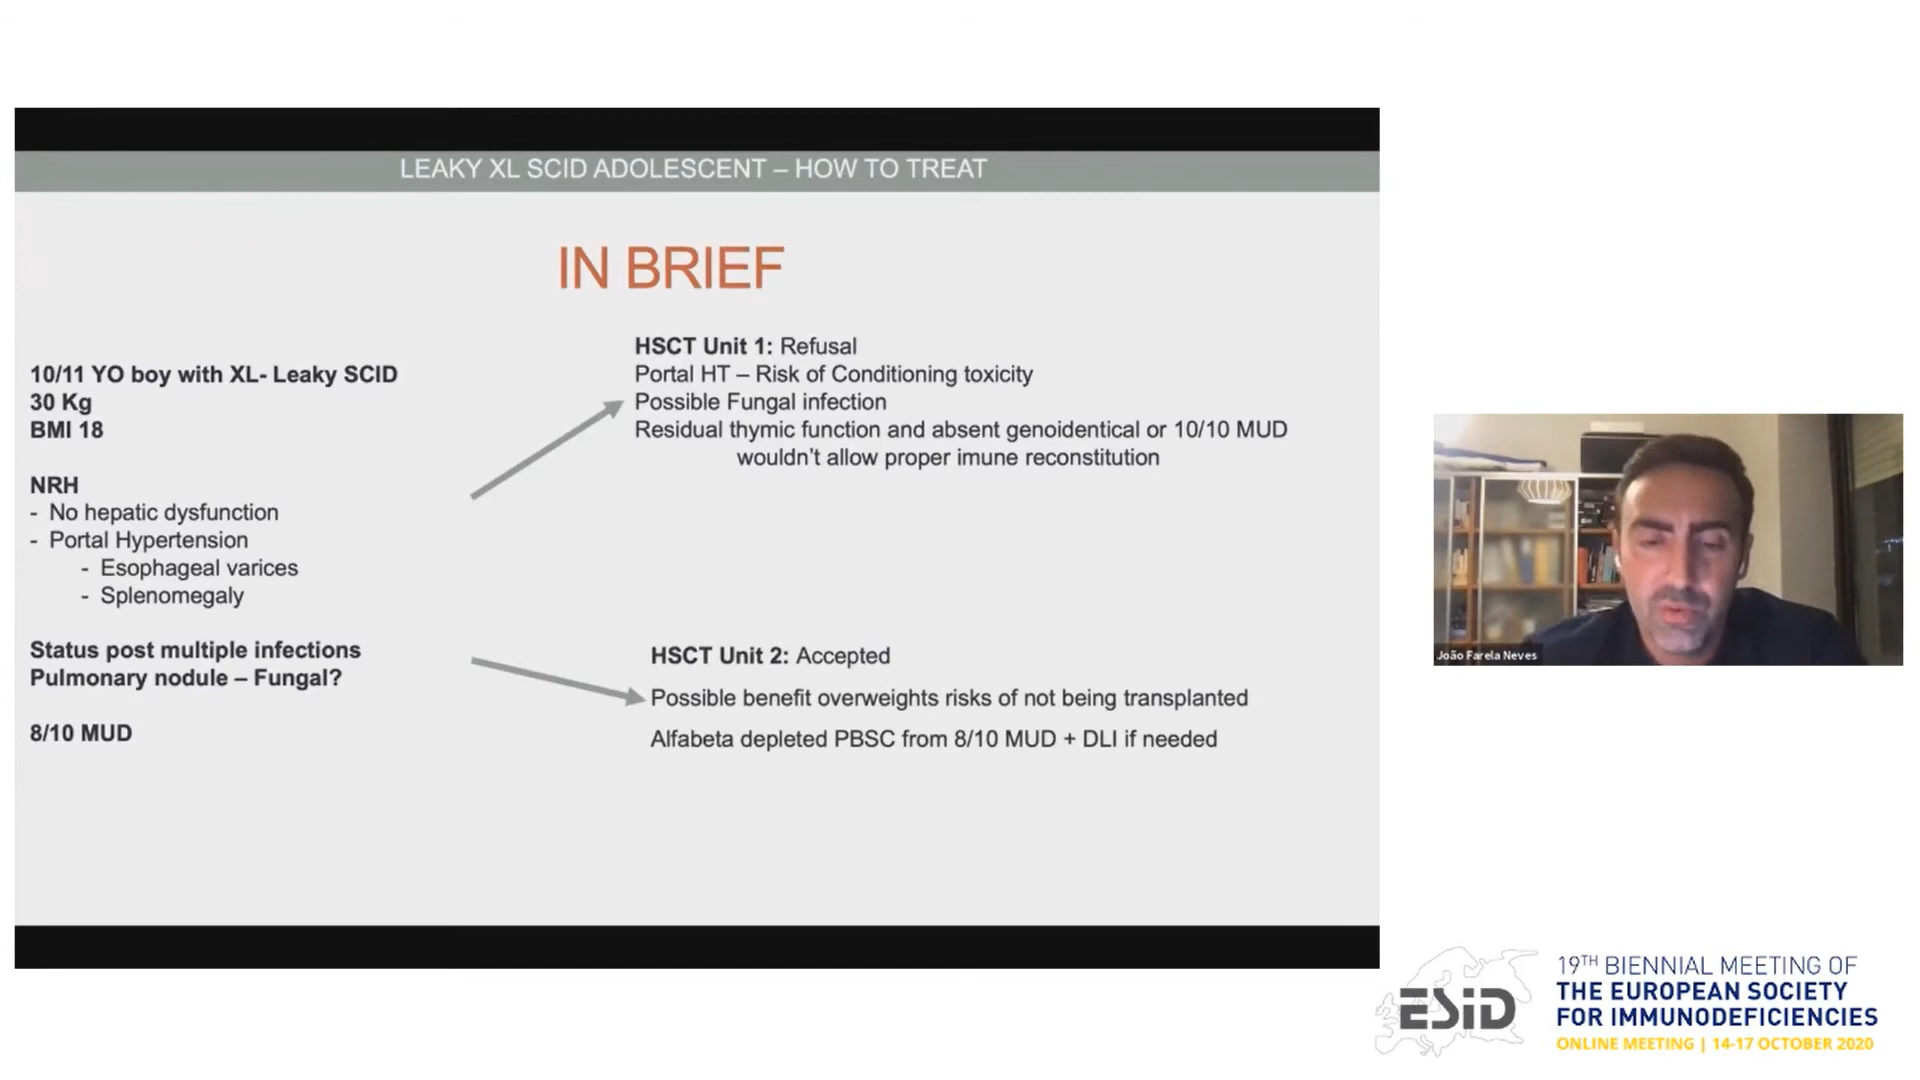 LEAKY XL SCID ADOLESCENT – HOW TO TREAT
IN BRIEF
10/11 YO boy with XL- Leaky SCID
30 Kg
BMI 18
NRH
- No hepatic dysfunction
- Portal Hypertension
- Esophageal varices
- Splenomegaly
Status post multiple infections
Pulmonary nodule – Fungal?
8/10 MUD
HSCT Unit 1: Refusal
Portal HT – Risk of Conditioning toxicity
Possible Fungal infection
Residual thymic function and absent genoidentical or 10/10 MUD
wouldn't allow proper imune reconstitution
HSCT Unit 2: Accepted
Possible benefit overweights risks of not being transplanted
Alfabeta depleted PBSC from 8/10 MUD + DLI if needed
João Farela Neves
ESiD
19TH BIENNIAL MEETING OF
THE EUROPEAN SOCIETY
FOR IMMUNODEFICIENCIES
ONLINE MEETING | 14-17 OCTOBER 2020